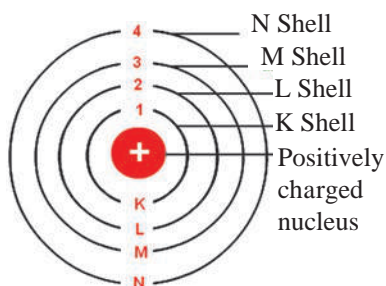 4
3
2
1
+
K
L
M
N
N Shell
M Shell
L Shell
K Shell
Positively
charged
nucleus